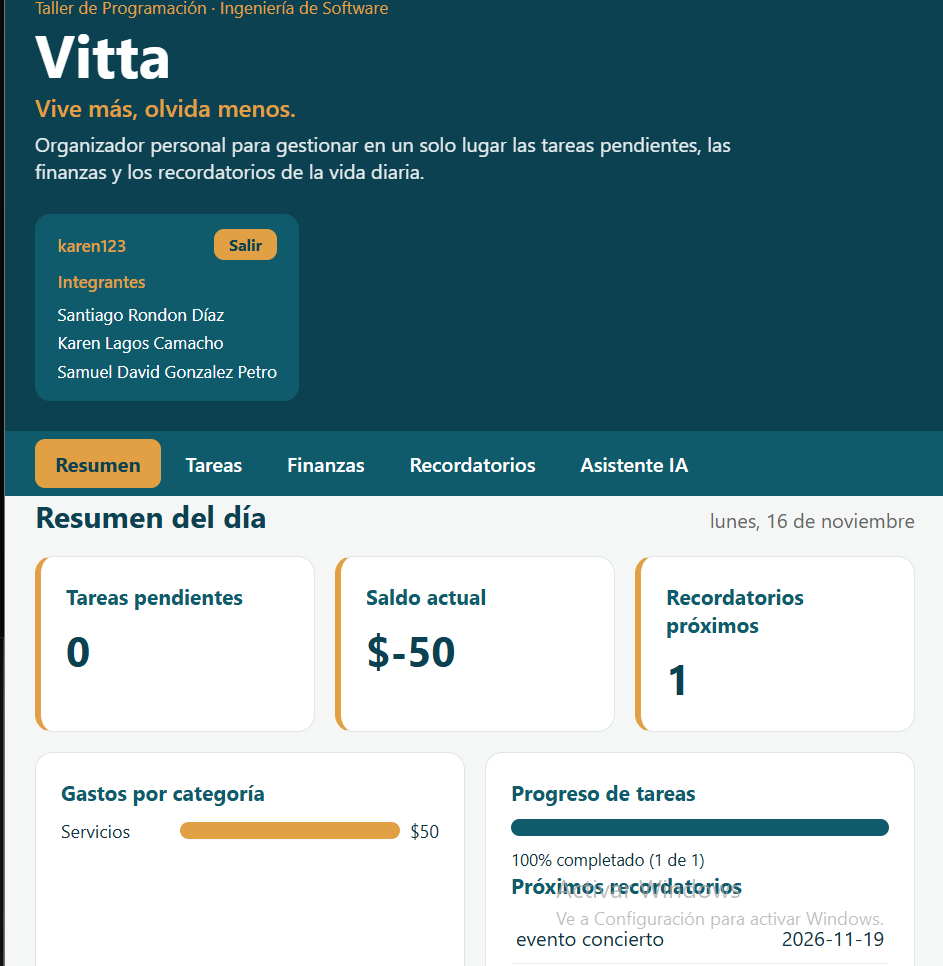 Taller de Programación · Ingeniería de Software
Vitta
Vive más, olvida menos.
Organizador personal para gestionar en un solo lugar las tareas pendientes, las
finanzas y los recordatorios de la vida diaria.
karen123
Salir
Integrantes
Santiago Rondon Díaz
Karen Lagos Camacho
Samuel David Gonzalez Petro
Resumen Tareas Finanzas Recordatorios Asistente IA
Resumen del día
lunes, 16 de noviembre
Tareas pendientes
0
Saldo actual
$-50
Recordatorios
próximos
1
Gastos por categoría
Servicios $50
Progreso de tareas
100% completado (1 de 1)
Próximos recordatorios
Activar Windows
Ve a Configuración para activar Windows.
evento concierto 2026-11-19